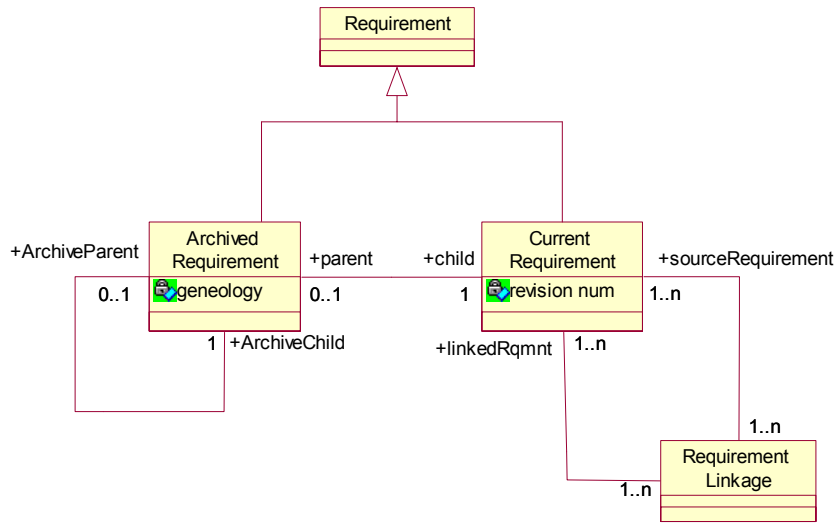 Requirement
Archived
Requirement
geneology
Current
Requirement
revision num
+ArchiveParent
0..1
+parent
0..1
+child
1
+sourceRequirement
1..n
1
+ArchiveChild
+linkedRqmnt
1..n
1..n
1..n
Requirement
Linkage